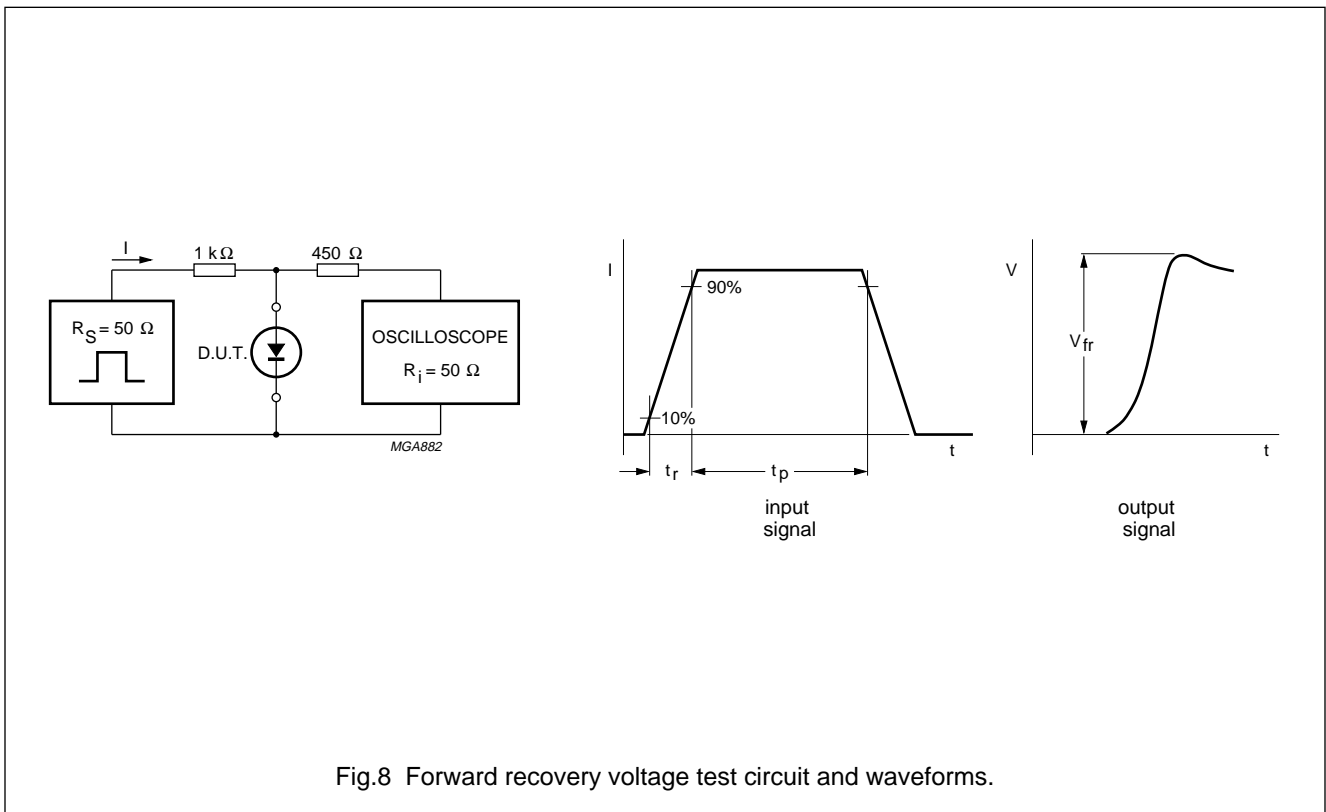 I
1 kΩ
450 Ω
R_S = 50 Ω
D.U.T.
OSCILLOSCOPE
R_i = 50 Ω
MGA882
I
90%
10%
t_r
t_p
t
input
signal
V
V_fr
t
output
signal
Fig.8 Forward recovery voltage test circuit and waveforms.